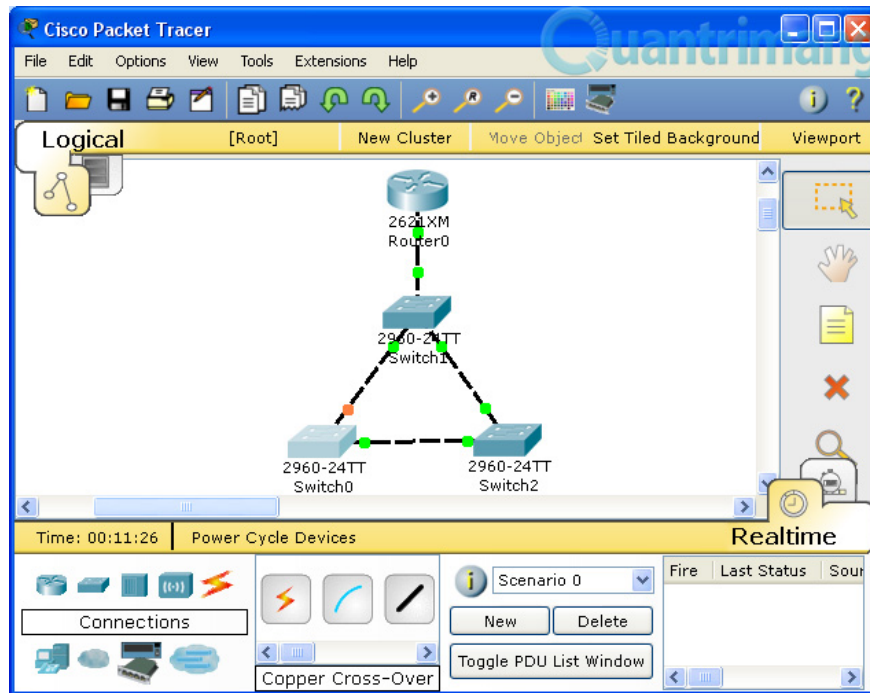 Cisco Packet Tracer
Quantrimang
File Edit Options View Tools Extensions Help
R
i ?
Logical [Root] New Cluster Move Object Set Tiled Background Viewport
2621XM
Router0
2960-24TT
Switch1
2960-24TT
Switch0
2960-24TT
Switch2
Time: 00:11:26 Power Cycle Devices Realtime
Connections
Copper Cross-Over
i Scenario 0
New Delete
Toggle PDU List Window
Fire Last Status Sour